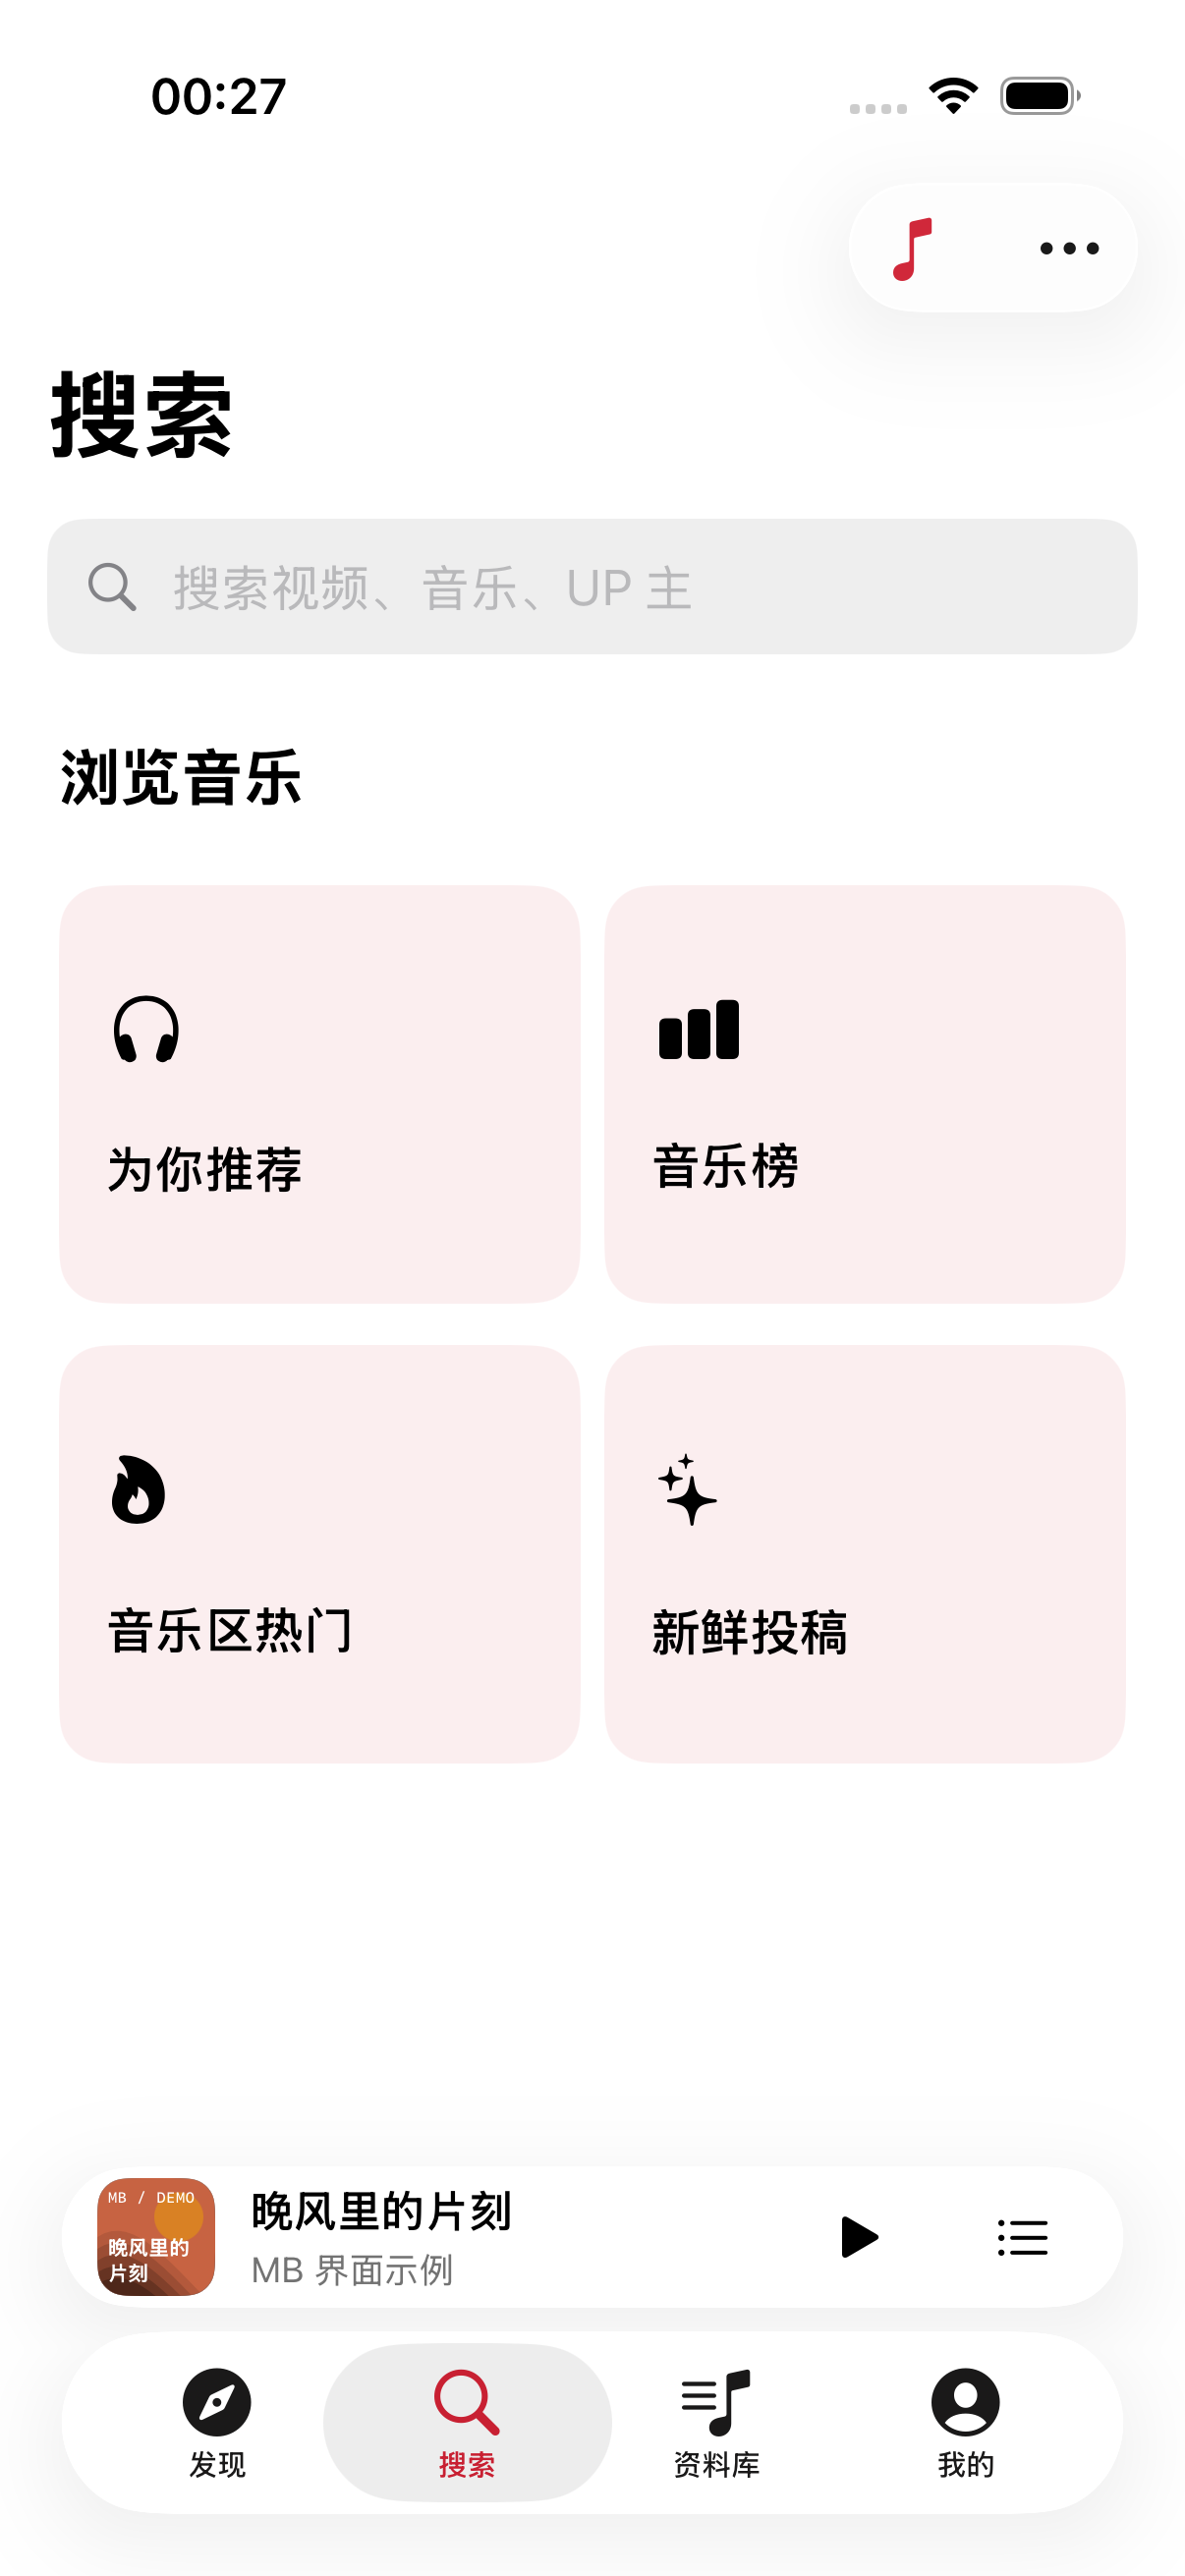 00:27
搜索
搜索视频、音乐、UP 主
浏览音乐
为你推荐
音乐榜
音乐区热门
新鲜投稿
MB / DEMO
晚风里的
片刻
晚风里的片刻
MB 界面示例
发现
搜索
资料库
我的